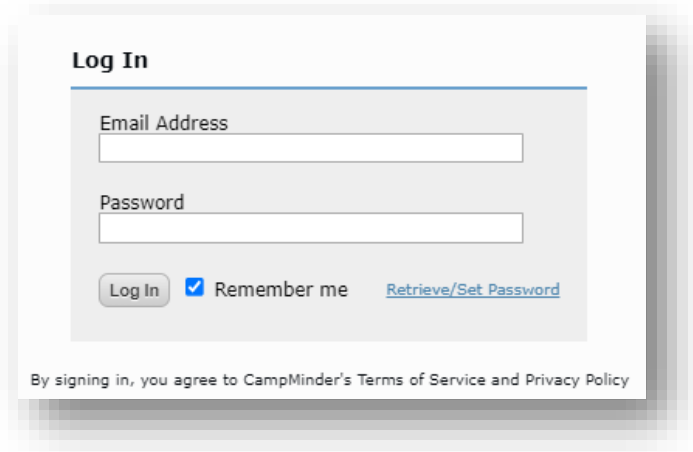 Log In
Email Address
Password
Log In Remember me Retrieve/Set Password
By signing in, you agree to CampMinder's Terms of Service and Privacy Policy